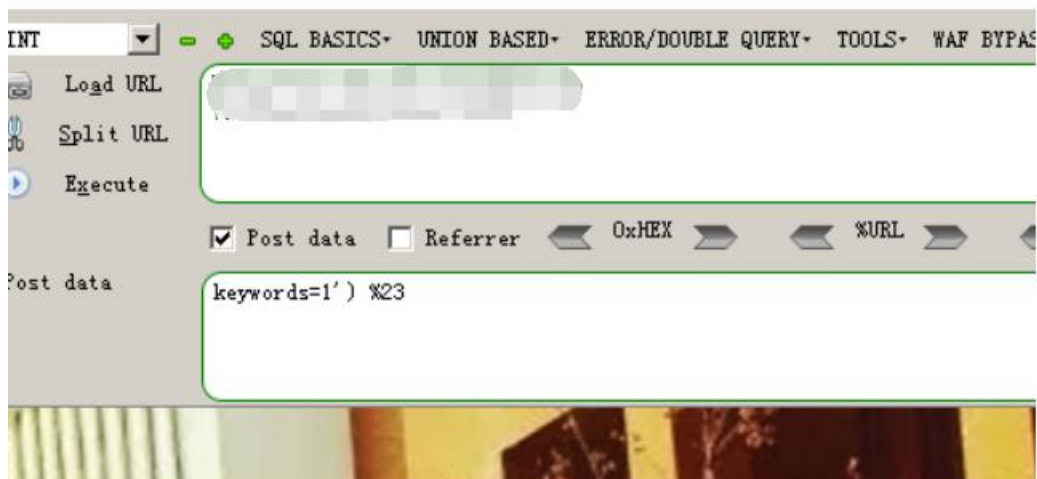 INT SQL BASICS UNION BASED ERROR/DOUBLE QUERY TOOLS WAF BYPAS
Load URL
Split URL
Execute
Post data Referrer 0xHEX %URL
Post data
keywords=1') %23